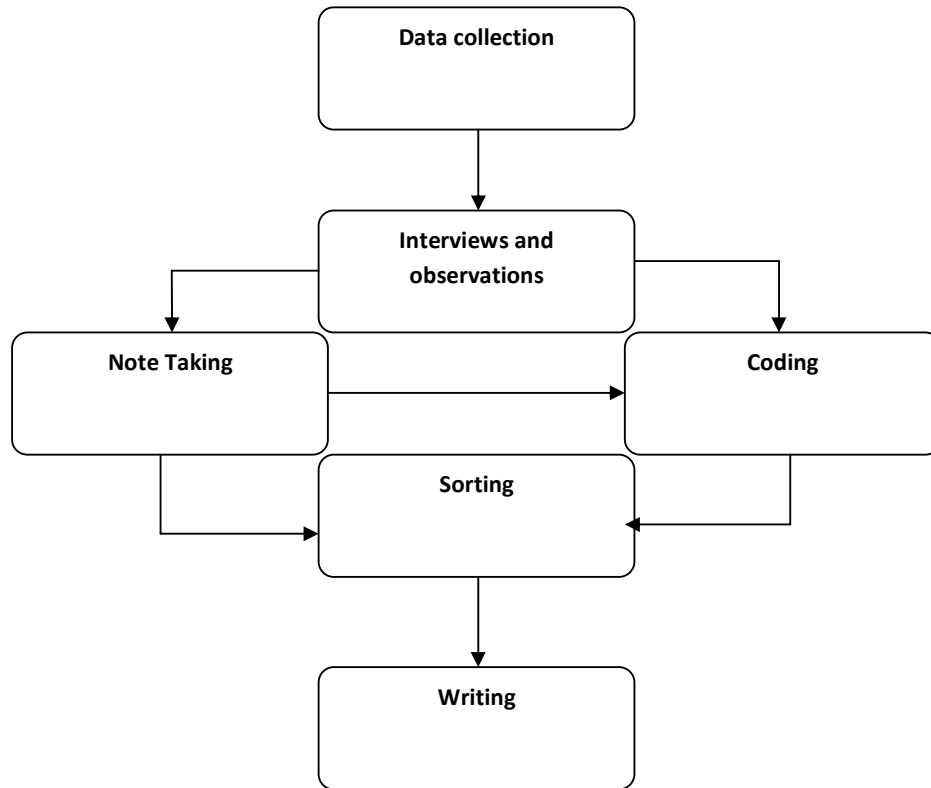 Data collection
Interviews and
observations
Note Taking
Coding
Sorting
Writing